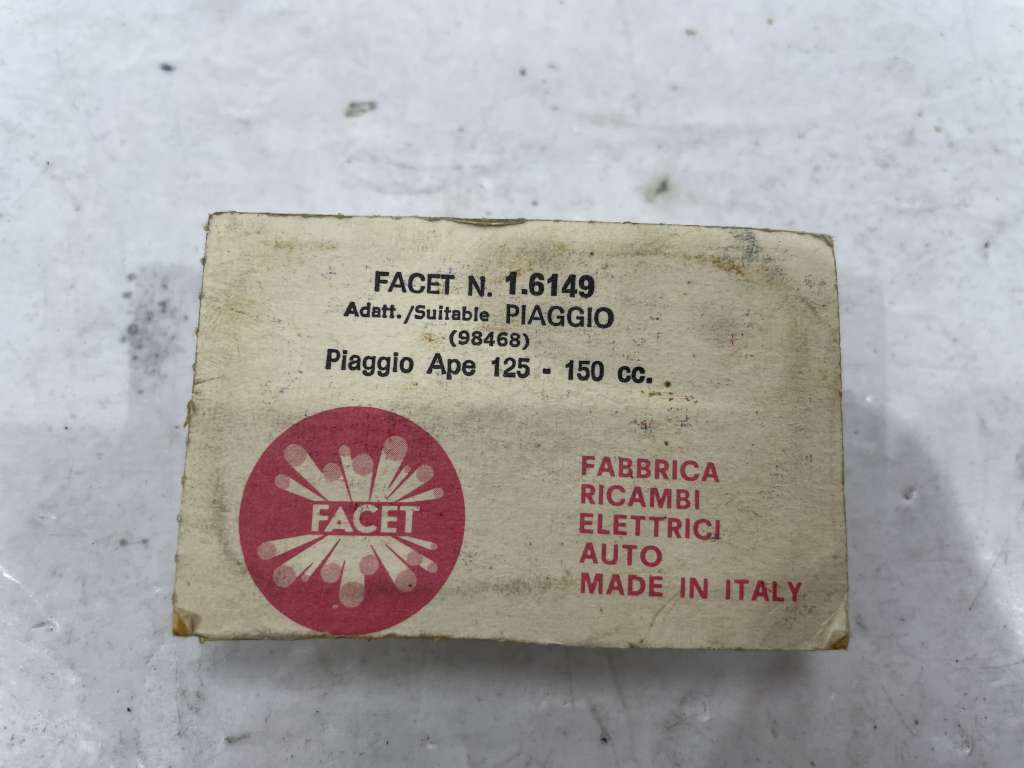 FACET N. 1.6149
Adatt./Suitable PIAGGIO
(98468)
Piaggio Ape 125 - 150 cc.
FACET
FABBRICA
RICAMBI
ELETTRICI
AUTO
MADE IN ITALY